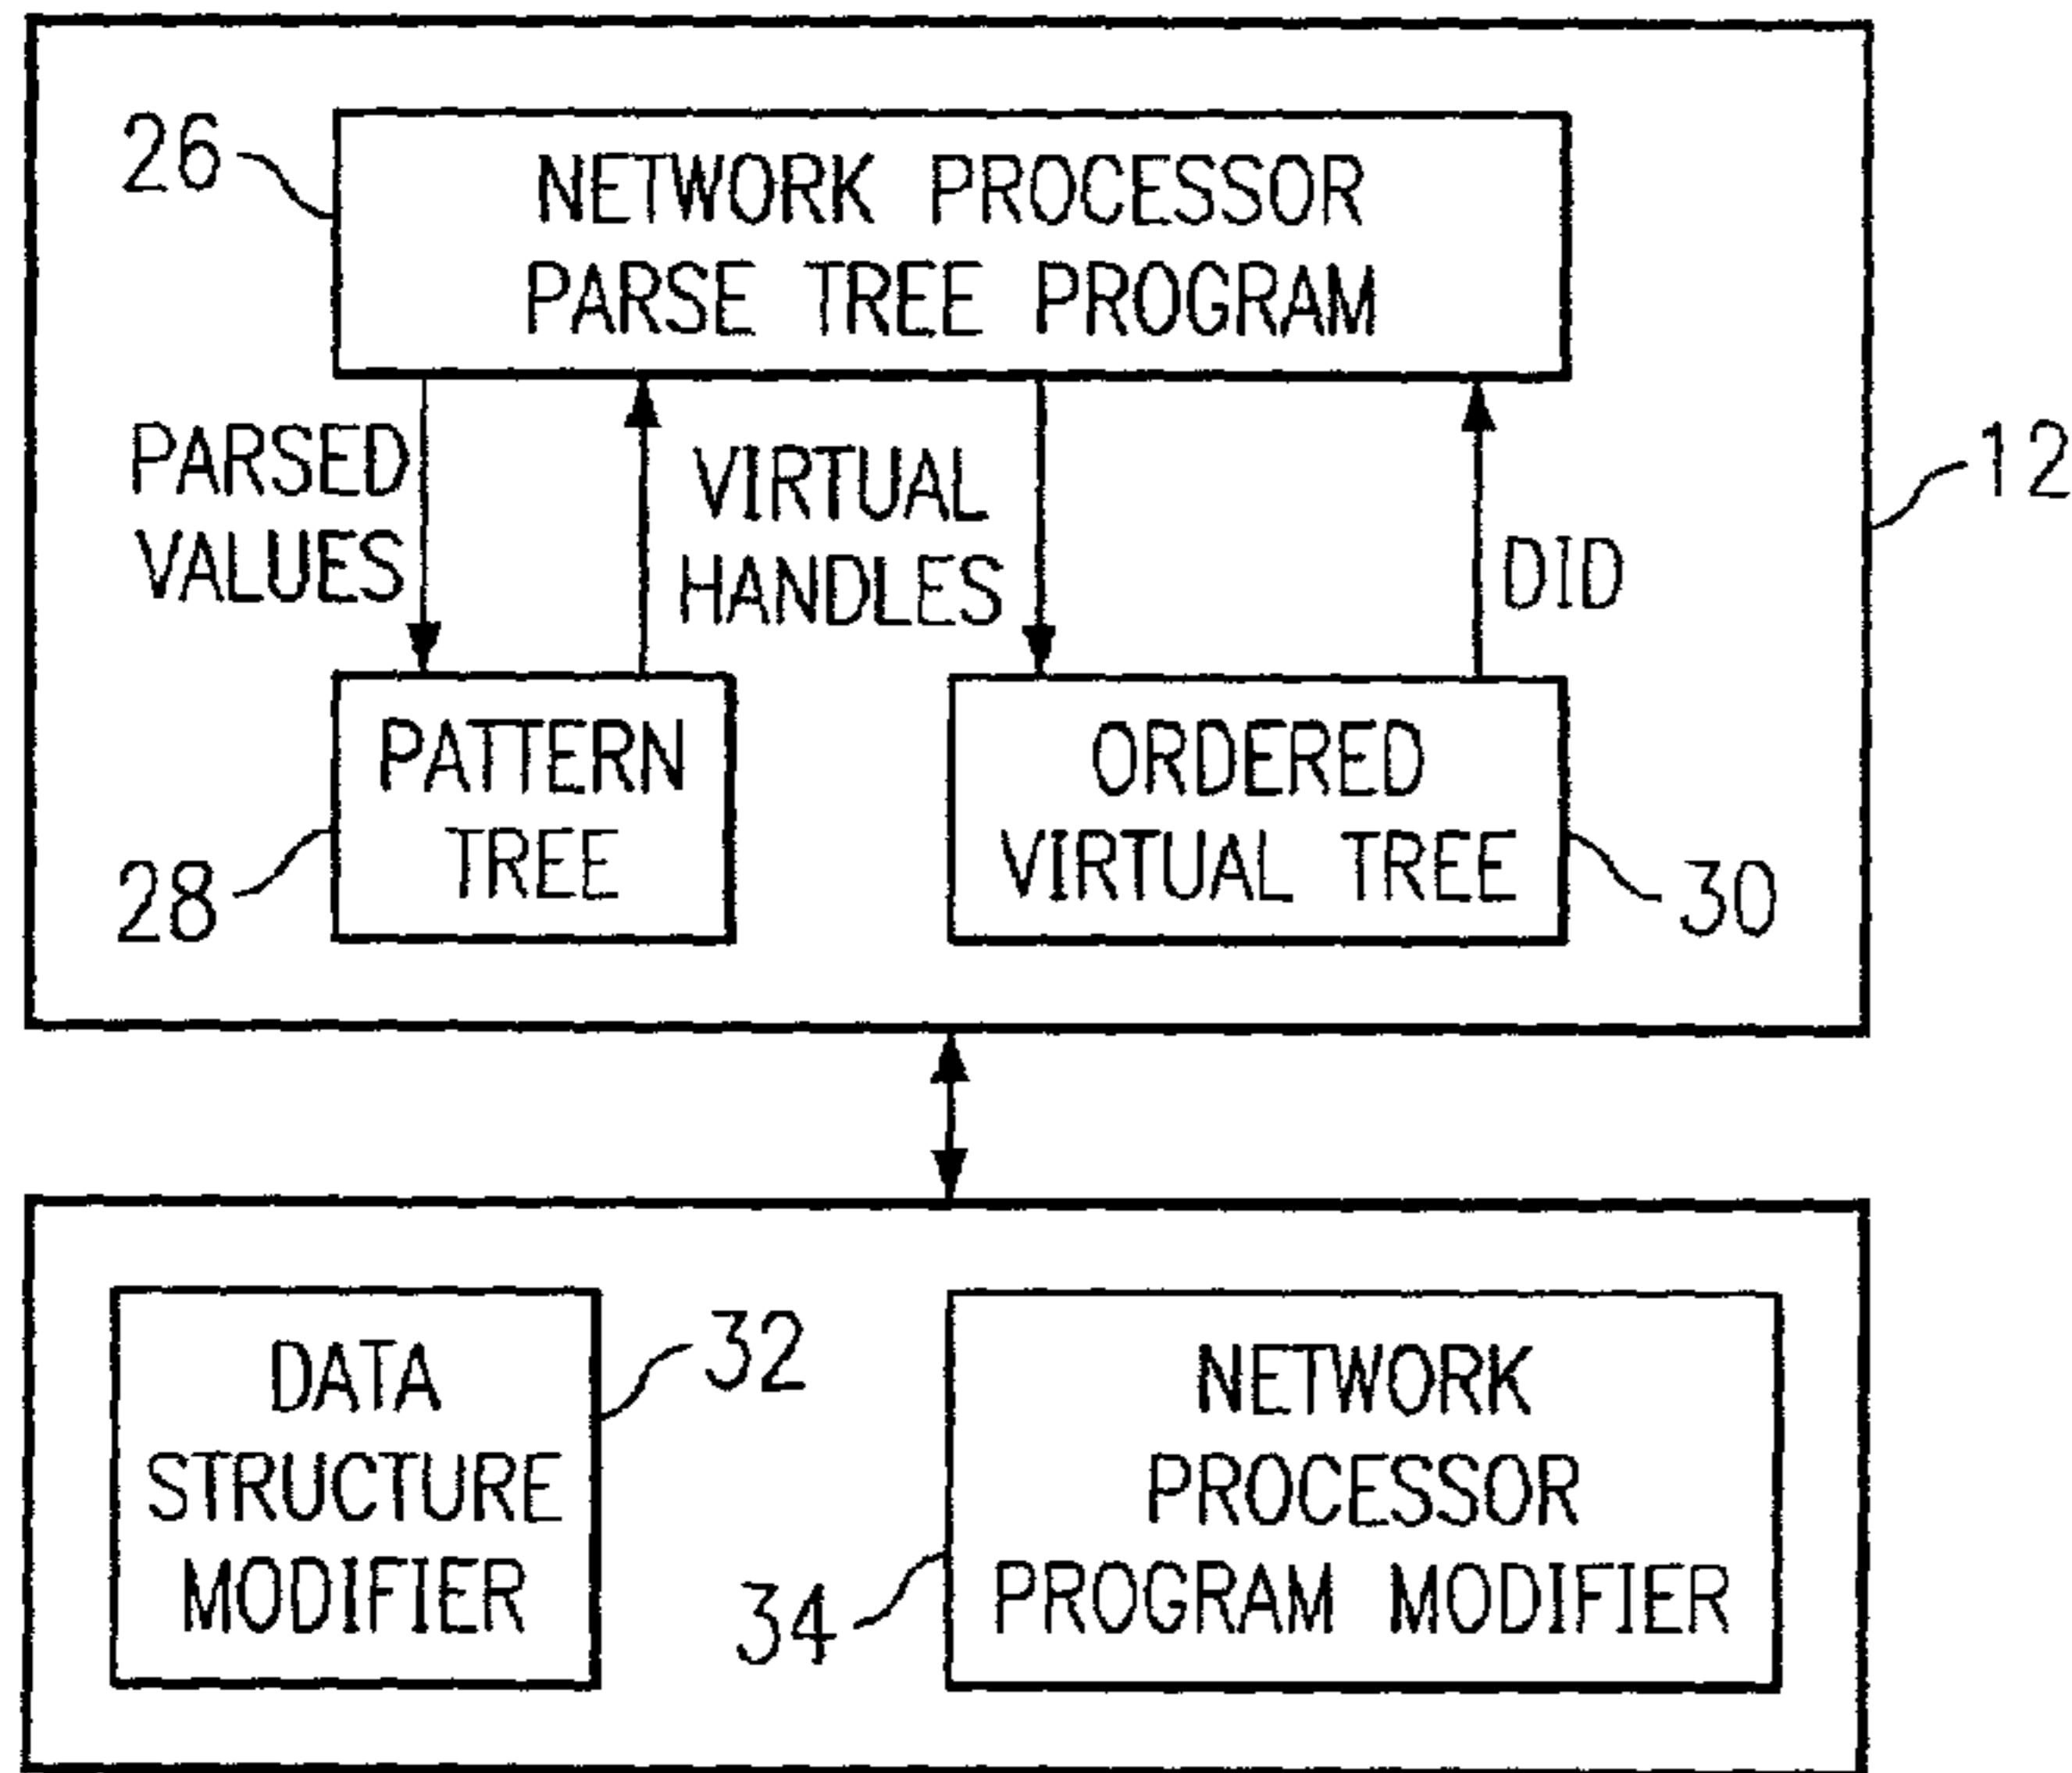 26
NETWORK PROCESSOR
PARSE TREE PROGRAM
PARSED
VALUES
VIRTUAL
HANDLES
DID
12
PATTERN
TREE
28
ORDERED
VIRTUAL TREE
30
DATA
STRUCTURE
MODIFIER
32
NETWORK
PROCESSOR
PROGRAM MODIFIER
34